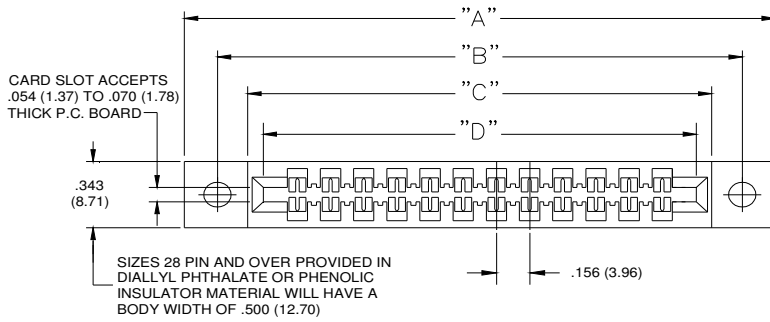 "A"
"B"
CARD SLOT ACCEPTS
.054 (1.37) TO .070 (1.78)
THICK P.C. BOARD
"C"
"D"
.343
(8.71)
.156 (3.96)
SIZES 28 PIN AND OVER PROVIDED IN
DIALLYL PHTHALATE OR PHENOLIC
INSULATOR MATERIAL WILL HAVE A
BODY WIDTH OF .500 (12.70)